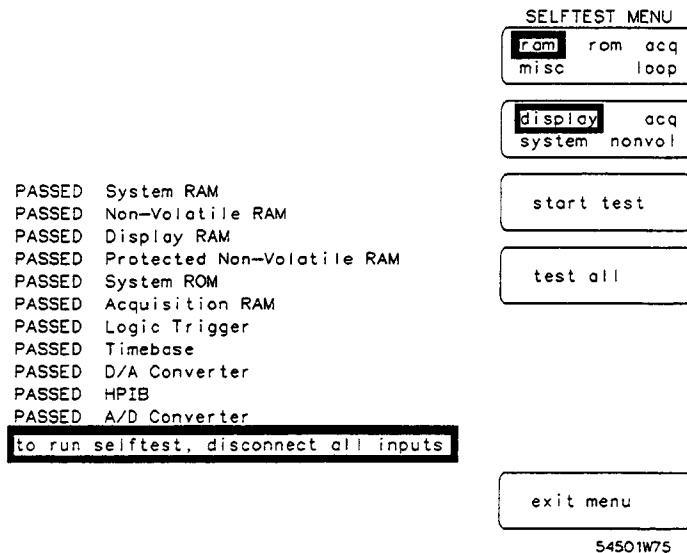 SELFTEST MENU
ram rom acq
misc loop
display acq
system nonvol
start test
test all
PASSED System RAM
PASSED Non-Volatile RAM
PASSED Display RAM
PASSED Protected Non-Volatile RAM
PASSED System ROM
PASSED Acquisition RAM
PASSED Logic Trigger
PASSED Timebase
PASSED D/A Converter
PASSED HPIB
PASSED A/D Converter
to run selftest, disconnect all inputs
exit menu
54501W75